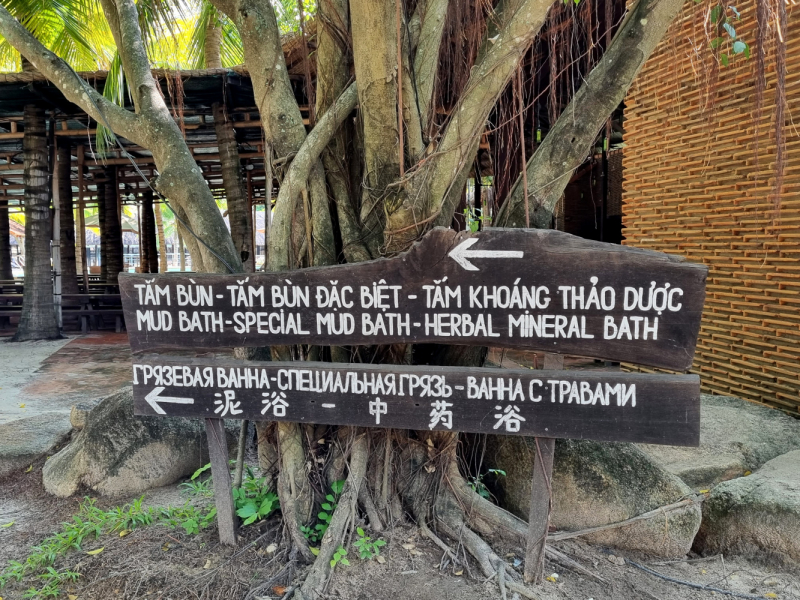 TẮM BÙN - TẮM BÙN ĐẶC BIỆT - TẮM KHOÁNG THẢO DƯỢC
MUD BATH - SPECIAL MUD BATH - HERBAL MINERAL BATH
ГРЯЗЕВАЯ ВАННА - СПЕЦИАЛЬНАЯ ГРЯЗЬ - ВАННА С ТРАВАМИ
泥浴 - 中药浴